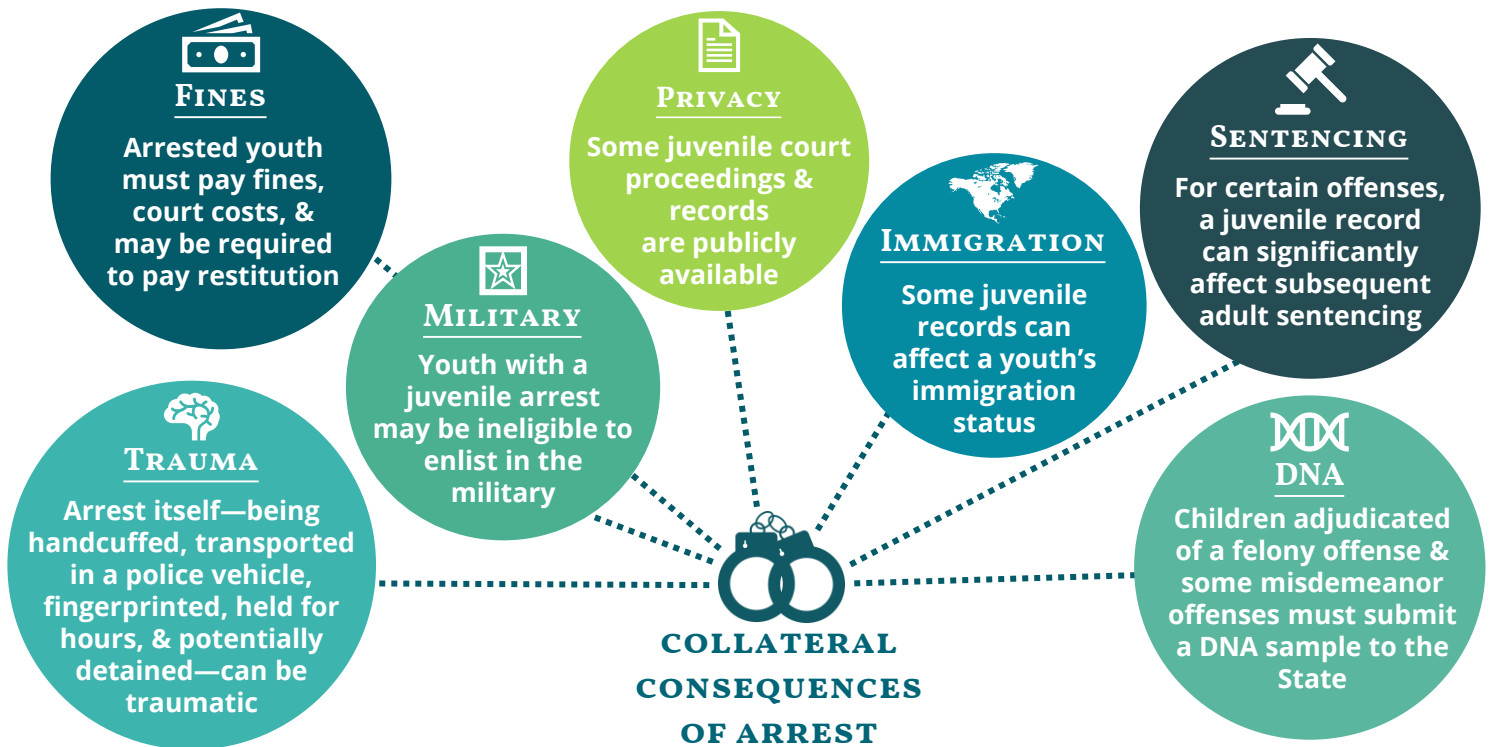 FINES
Arrested youth
must pay fines,
court costs, &
may be required
to pay restitution
MILITARY
Youth with a
juvenile arrest
may be ineligible to
enlist in the
military
TRAUMA
Arrest itself—being
handcuffed, transported
in a police vehicle,
fingerprinted, held for
hours, & potentially
detained—can be
traumatic
PRIVACY
Some juvenile court
proceedings &
records
are publicly
available
IMMIGRATION
Some juvenile
records can
affect a youth’s
immigration
status
SENTENCING
For certain offenses,
a juvenile record
can significantly
affect subsequent
adult sentencing
DNA
Children adjudicated
of a felony offense &
some misdemeanor
offenses must submit
a DNA sample to the
State
COLLATERAL
CONSEQUENCES
OF ARREST